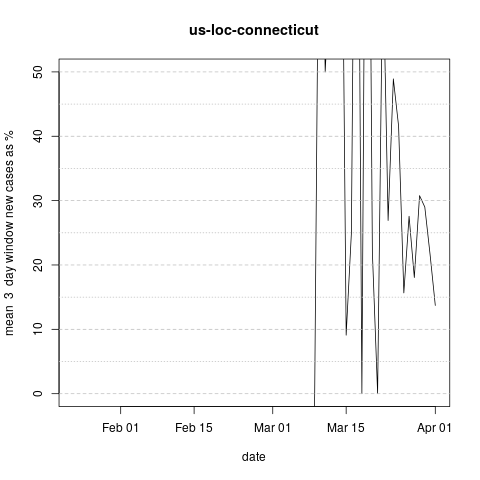 us-loc-connecticut
mean 3 day window new cases as %
50
40
30
20
10
0
Feb 01 Feb 15 Mar 01 Mar 15 Apr 01
date